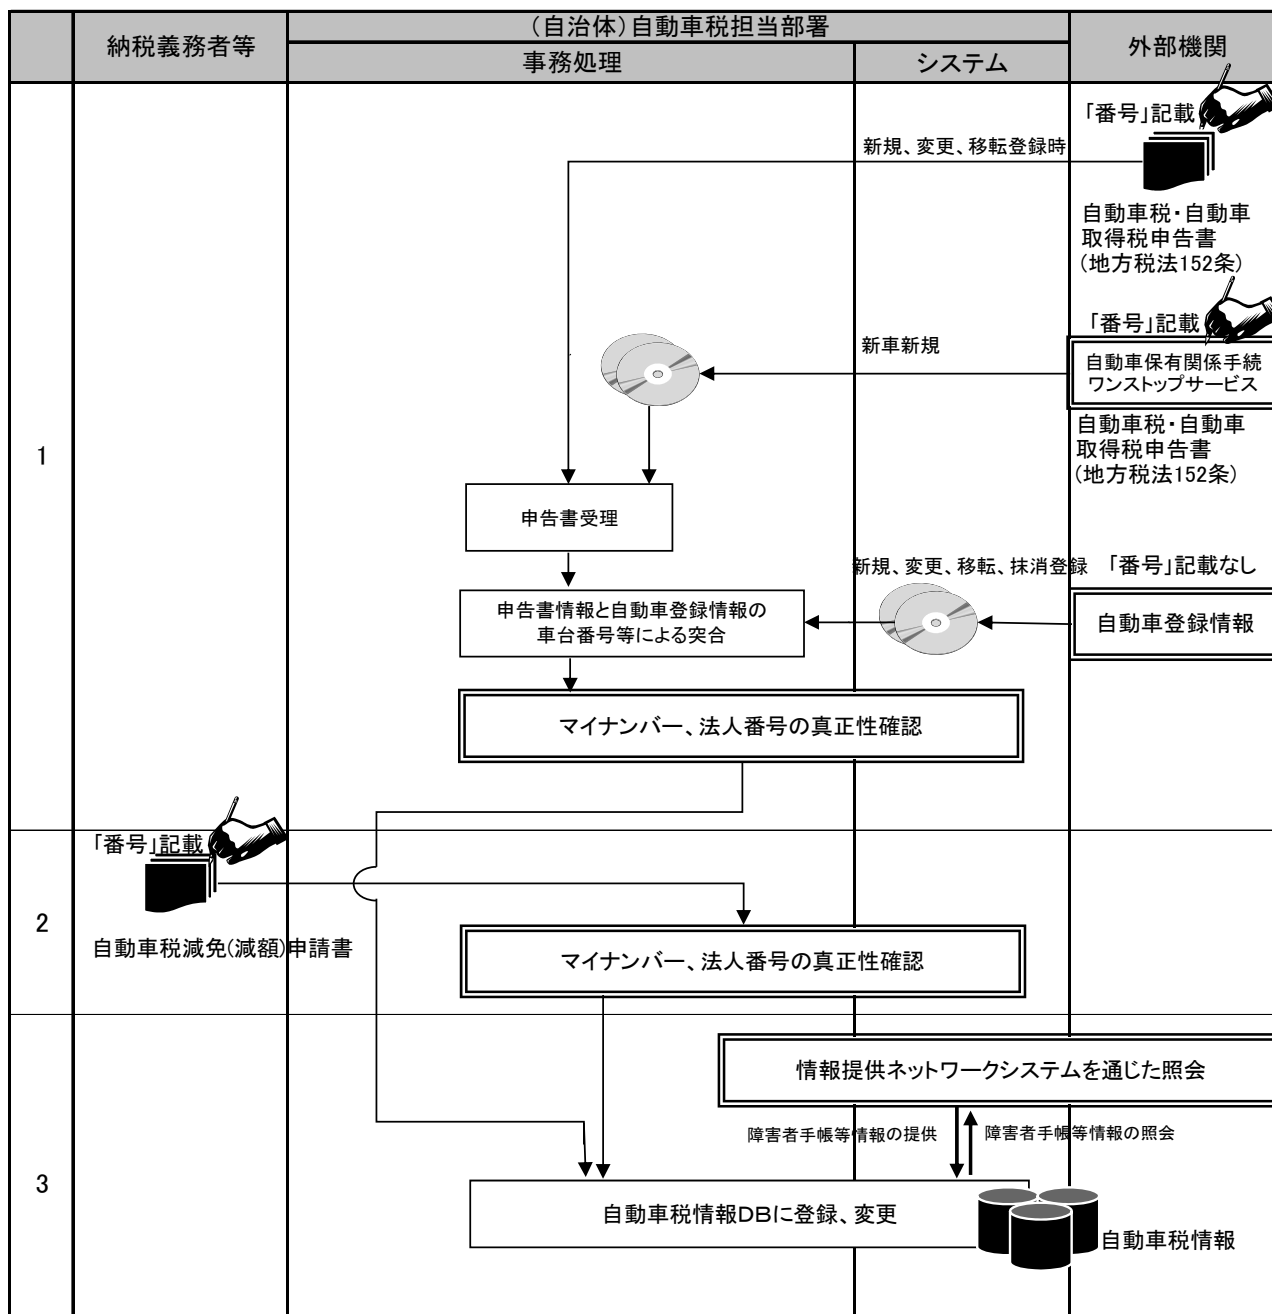 納税義務者等
(自治体)自動車税担当部署
外部機関
事務処理
システム
1
「番号」記載
新規、変更、移転登録時
自動車税・自動車
取得税申告書
(地方税法152条)
「番号」記載
新車新規
自動車保有関係手続
ワンストップサービス
自動車税・自動車
取得税申告書
(地方税法152条)
申告書受理
新規、変更、移転、抹消登録
「番号」記載なし
申告書情報と自動車登録情報の
車台番号等による突合
自動車登録情報
マイナンバー、法人番号の真正性確認
2
「番号」記載
自動車税減免(減額)申請書
マイナンバー、法人番号の真正性確認
3
情報提供ネットワークシステムを通じた照会
障害者手帳等情報の提供
障害者手帳等情報の照会
自動車税情報DBに登録、変更
自動車税情報